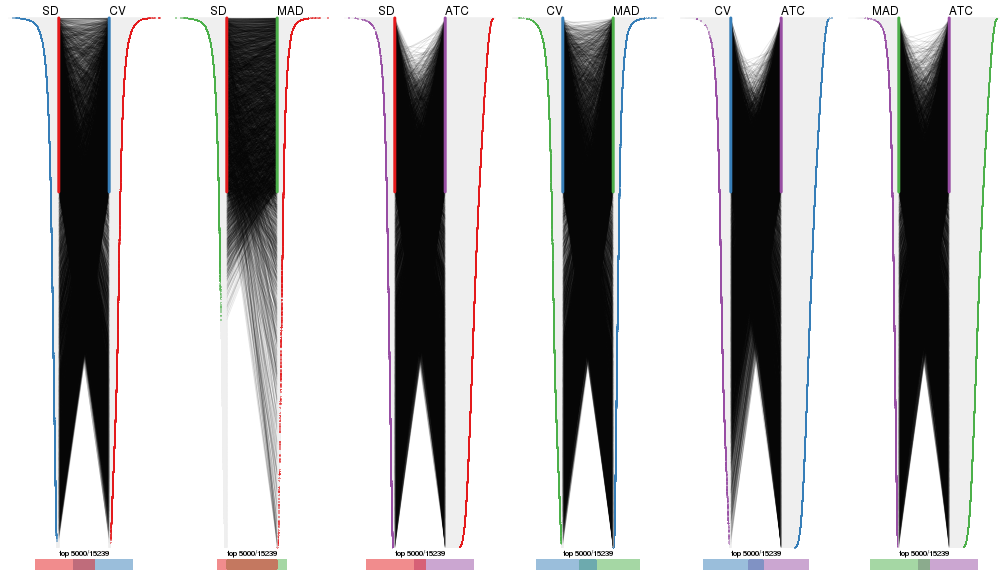 SD CV
SD MAD
SD ATC
CV MAD
CV ATC
MAD ATC
top 5000/15239
top 5000/15239
top 5000/15239
top 5000/15239
top 5000/15239
top 5000/15239